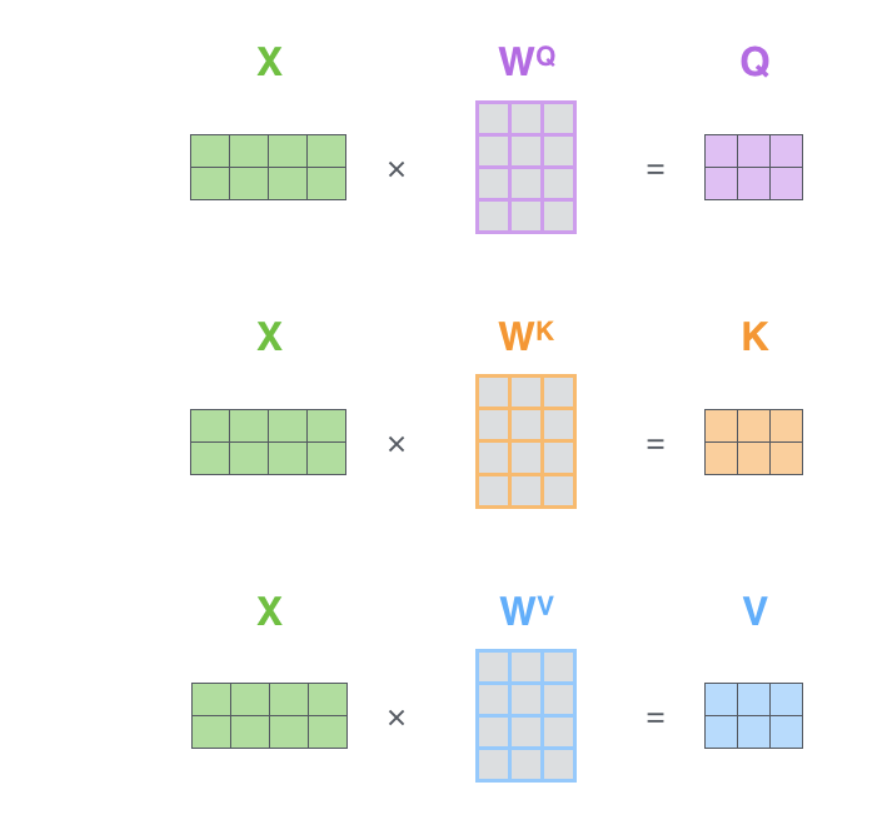 X W^Q Q
× =
X W^K K
× =
X W^V V
× =